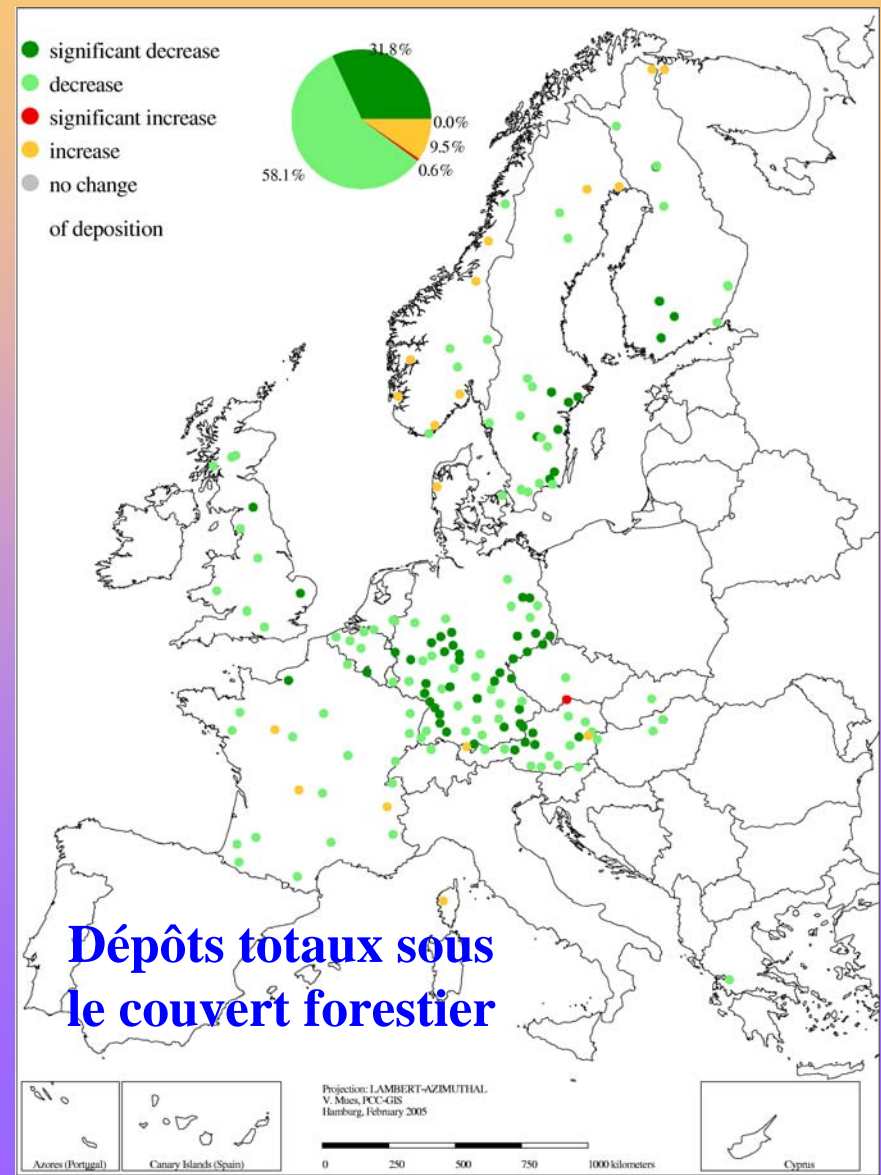 significant decrease
decrease
significant increase
increase
no change
of deposition
31.8%
0.0%
9.5%
0.6%
58.1%
Dépôts totaux sous
le couvert forestier
Projection: LAMBERT-AZIMUTHAL
V. Mues, PCC-GIS
Hamburg, February 2005
0 250 500 750 1000 kilometers
Azores (Portugal)
Canary Islands (Spain)
Cyprus